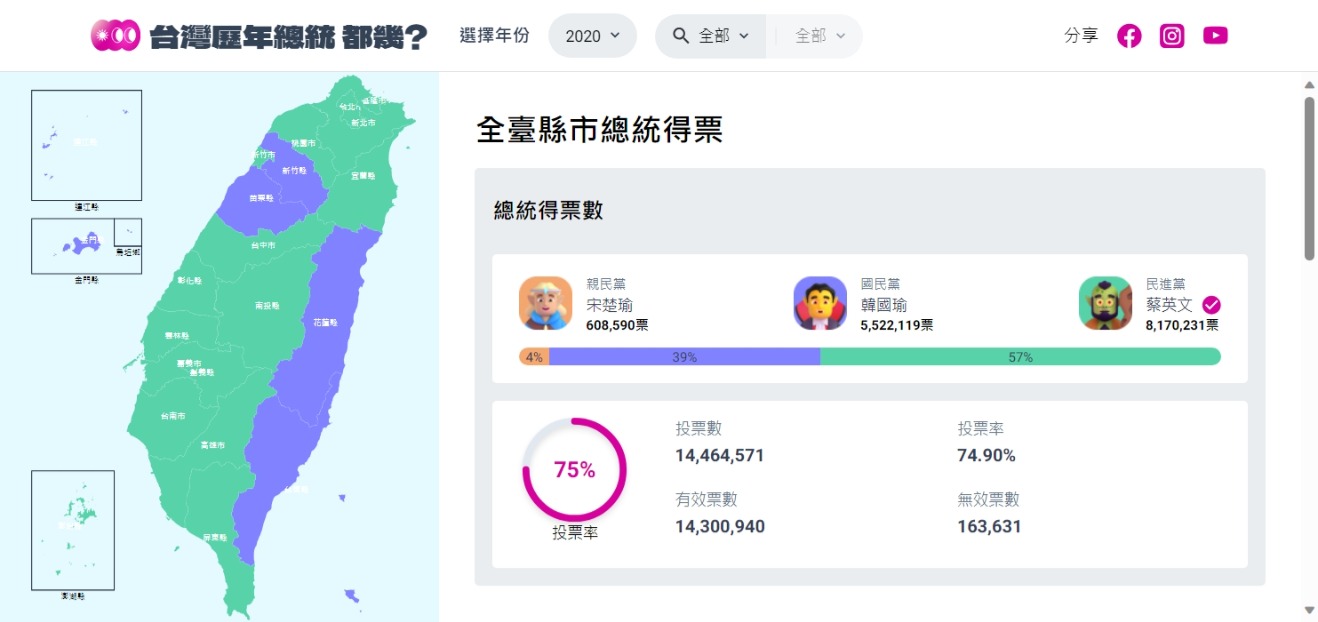 台灣歷年總統 都幾?
選擇年份
2020
全部
全部
分享
連江縣
金門縣
烏坵鄉
金門縣
澎湖縣
台北
新北市
桃園市
新竹市
新竹縣
宜蘭縣
苗栗縣
台中市
彰化縣
南投縣
花蓮縣
雲林縣
嘉義市
嘉義縣
台南市
高雄市
屏東縣
全臺縣市總統得票
總統得票數
親民黨
宋楚瑜
608,590票
國民黨
韓國瑜
5,522,119票
民進黨
蔡英文
8,170,231票
4%
39%
57%
75%
投票率
投票數
14,464,571
投票率
74.90%
有效票數
14,300,940
無效票數
163,631